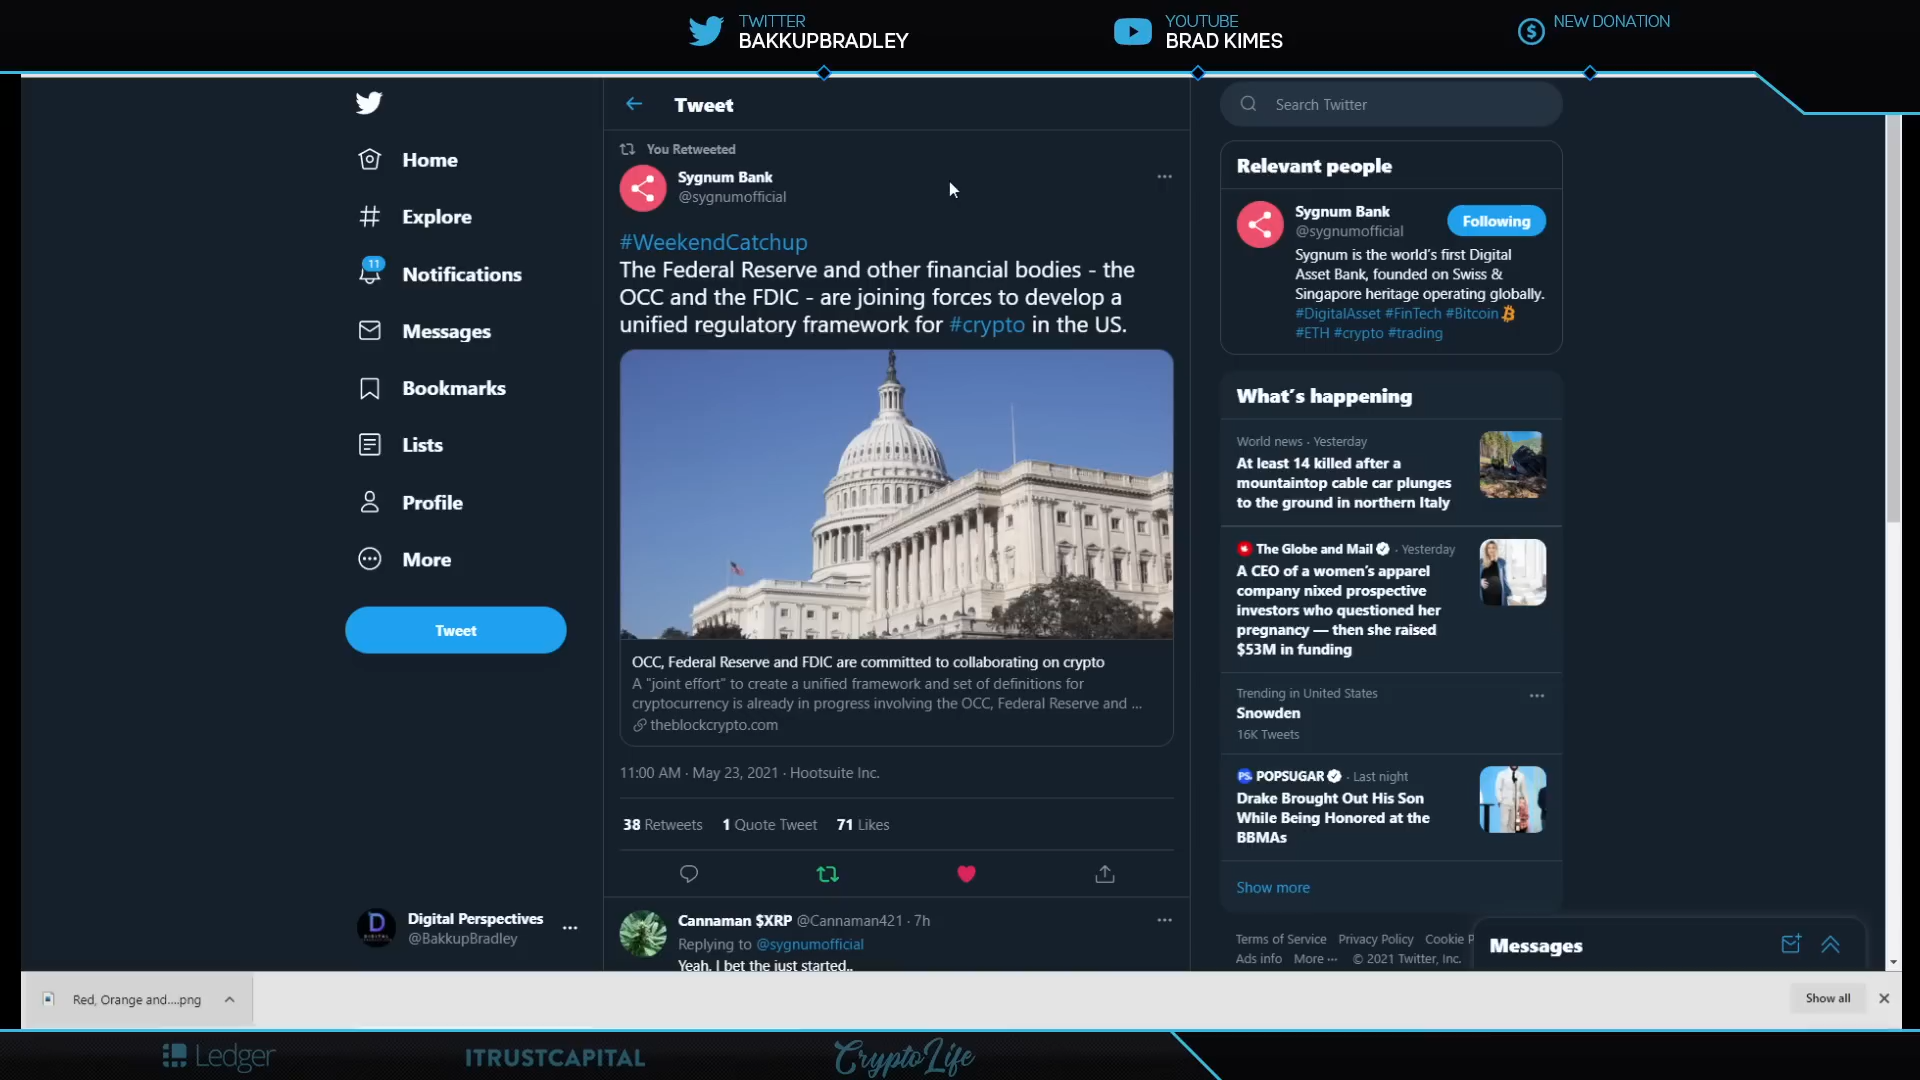 TWITTER
BAKKUPBRADLEY
YOUTUBE
BRAD KIMES
NEW DONATION
Home
Explore
11
Notifications
Messages
Bookmarks
Lists
Profile
More
Tweet
Digital Perspectives
@BakkupBradley
Tweet
You Retweeted
Sygnum Bank
@sygnumofficial
#WeekendCatchup
The Federal Reserve and other financial bodies - the
OCC and the FDIC - are joining forces to develop a
unified regulatory framework for #crypto in the US.
OCC, Federal Reserve and FDIC are committed to collaborating on crypto
A "joint effort" to create a unified framework and set of definitions for
cryptocurrency is already in progress involving the OCC, Federal Reserve and ...
theblockcrypto.com
11:00 AM · May 23, 2021 · Hootsuite Inc.
38 Retweets 1 Quote Tweet 71 Likes
Cannaman $XRP @Cannaman421 · 7h
Replying to @sygnumofficial
Yeah, I bet the just started..
Search Twitter
Relevant people
Sygnum Bank
@sygnumofficial
Following
Sygnum is the world's first Digital
Asset Bank, founded on Swiss &
Singapore heritage operating globally.
#DigitalAsset #FinTech #Bitcoin
#ETH #crypto #trading
What's happening
World news · Yesterday
At least 14 killed after a
mountaintop cable car plunges
to the ground in northern Italy
The Globe and Mail · Yesterday
A CEO of a women's apparel
company nixed prospective
investors who questioned her
pregnancy — then she raised
$53M in funding
Trending in United States
Snowden
16K Tweets
PS POPSUGAR · Last night
Drake Brought Out His Son
While Being Honored at the
BBMAs
Show more
Terms of Service Privacy Policy Cookie P
Ads info More ··· © 2021 Twitter, Inc.
Messages
Red, Orange and....png
Show all
Ledger
ITRUSTCAPITAL
CryptoLife